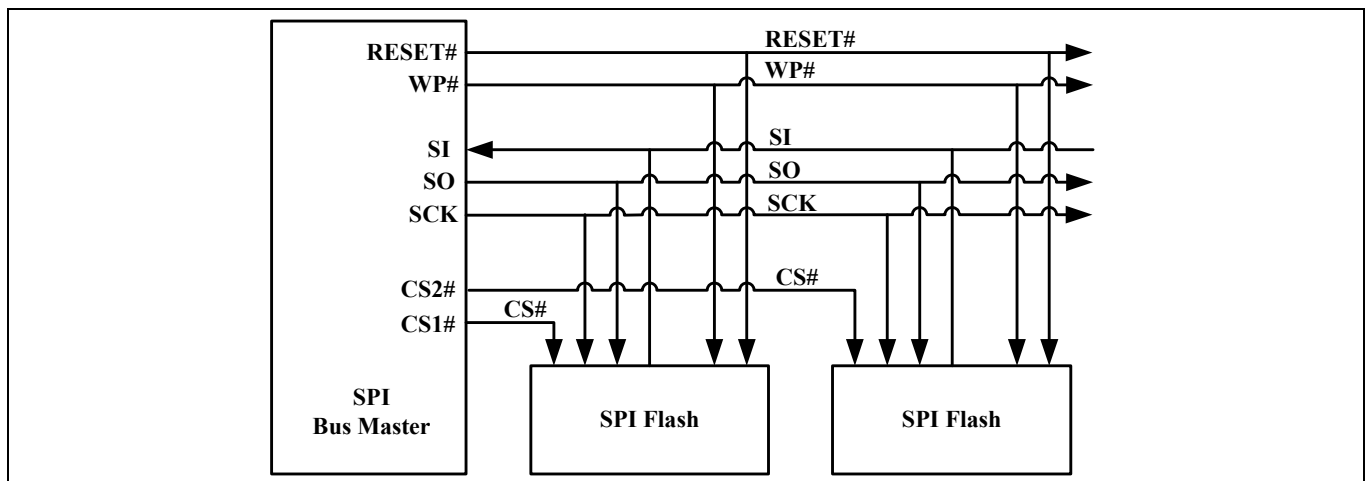 RESET#
RESET#
WP#
WP#
SI
SI
SO
SO
SCK
SCK
CS2#
CS#
CS1#
CS#
SPI
Bus Master
SPI Flash
SPI Flash